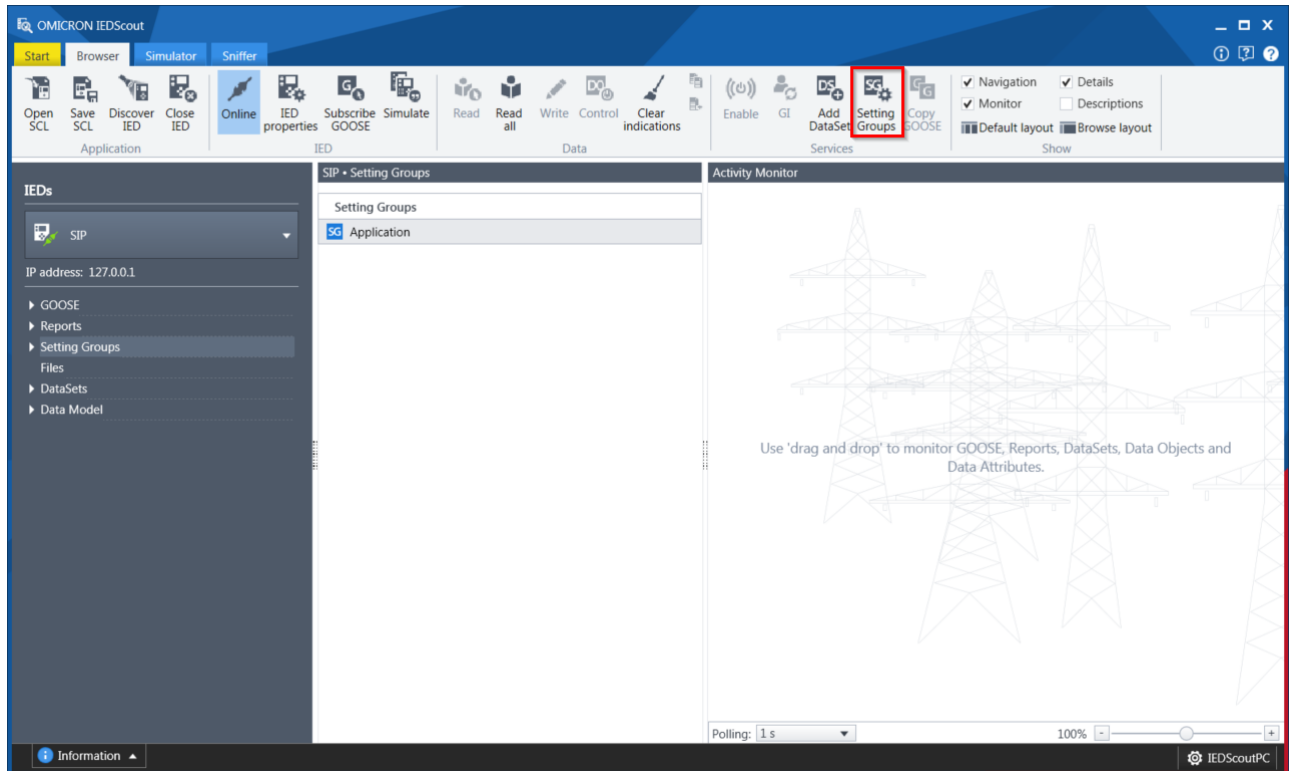 OMICRON IEDScout
Start Browser Simulator Sniffer
Open SCL
Save SCL
Discover IED
Close IED
Application
Online
IED properties
Subscribe GOOSE
Simulate
IED
Read
Read all
Write
Control
Clear indications
Data
Enable
GI
Add DataSet
Setting Groups
Copy GOOSE
Services
Navigation
Details
Monitor
Descriptions
Default layout
Browse layout
Show
IEDs
SIP
IP address: 127.0.0.1
GOOSE
Reports
Setting Groups
Files
DataSets
Data Model
SIP • Setting Groups
Setting Groups
SG Application
Activity Monitor
Use 'drag and drop' to monitor GOOSE, Reports, DataSets, Data Objects and
Data Attributes.
Polling: 1 s
100% - +
Information
IEDScoutPC